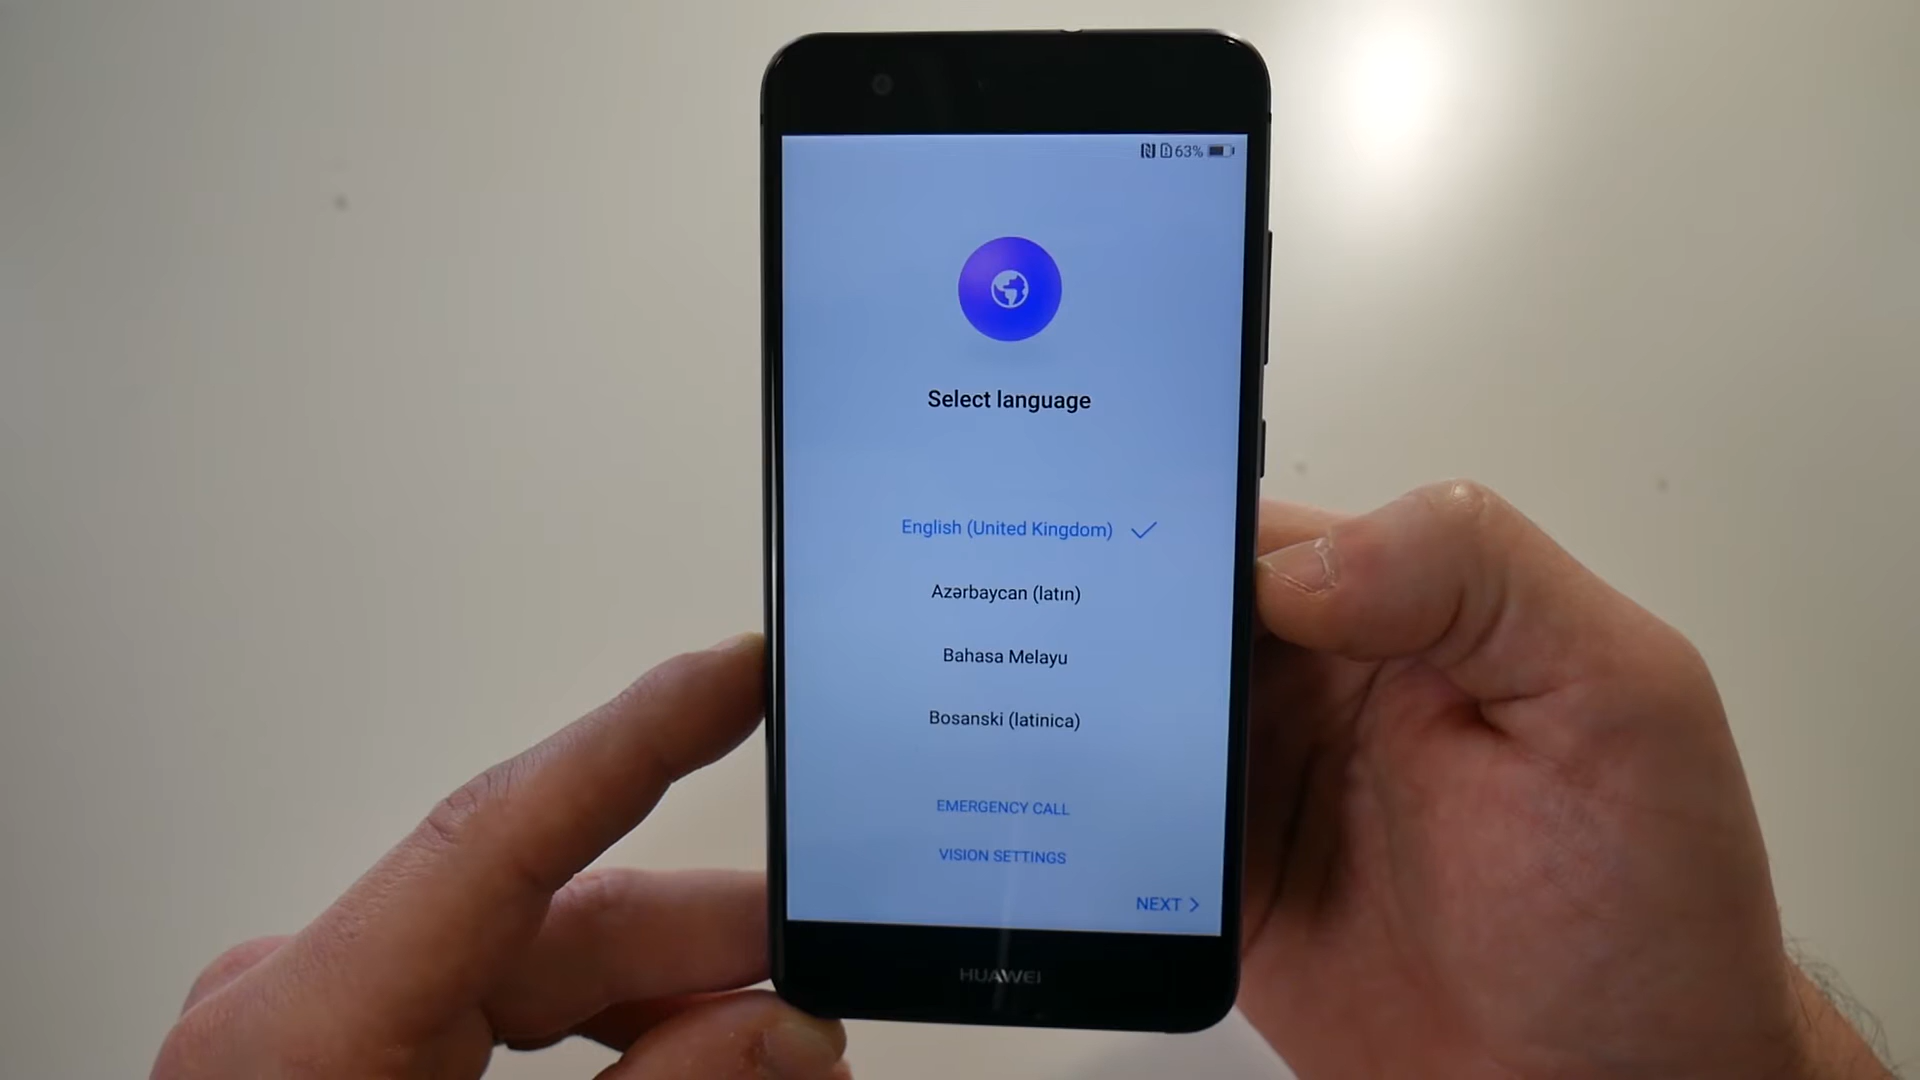 63%
Select language
English (United Kingdom)
Azərbaycan (latın)
Bahasa Melayu
Bosanski (latinica)
EMERGENCY CALL
VISION SETTINGS
NEXT
HUAWEI